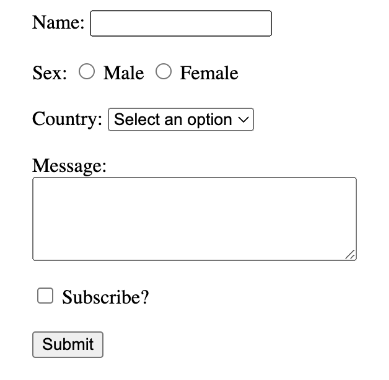 Name:
Sex: Male Female
Country: Select an option
Message:
Subscribe?
Submit